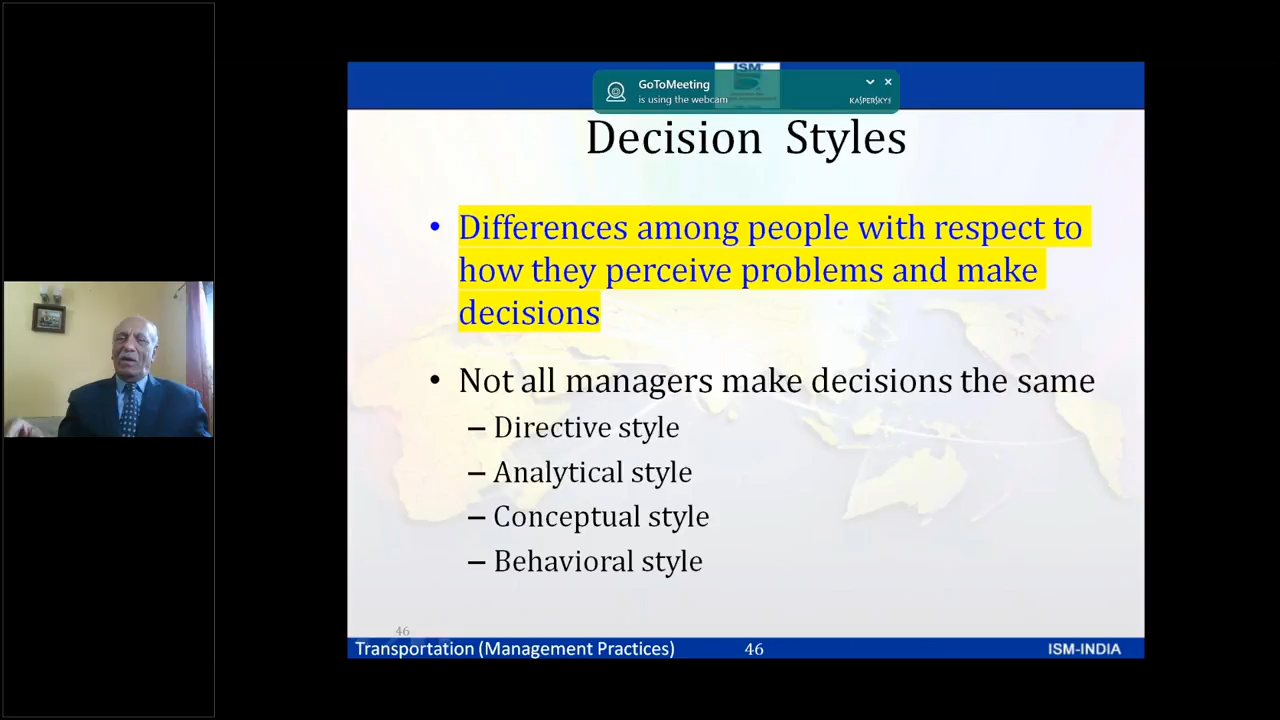 ISM
GoToMeeting
is using the webcam
KASPERSKY
Decision Styles
• Differences among people with respect to
how they perceive problems and make
decisions
• Not all managers make decisions the same
– Directive style
– Analytical style
– Conceptual style
– Behavioral style
46
Transportation (Management Practices)
46
ISM-INDIA